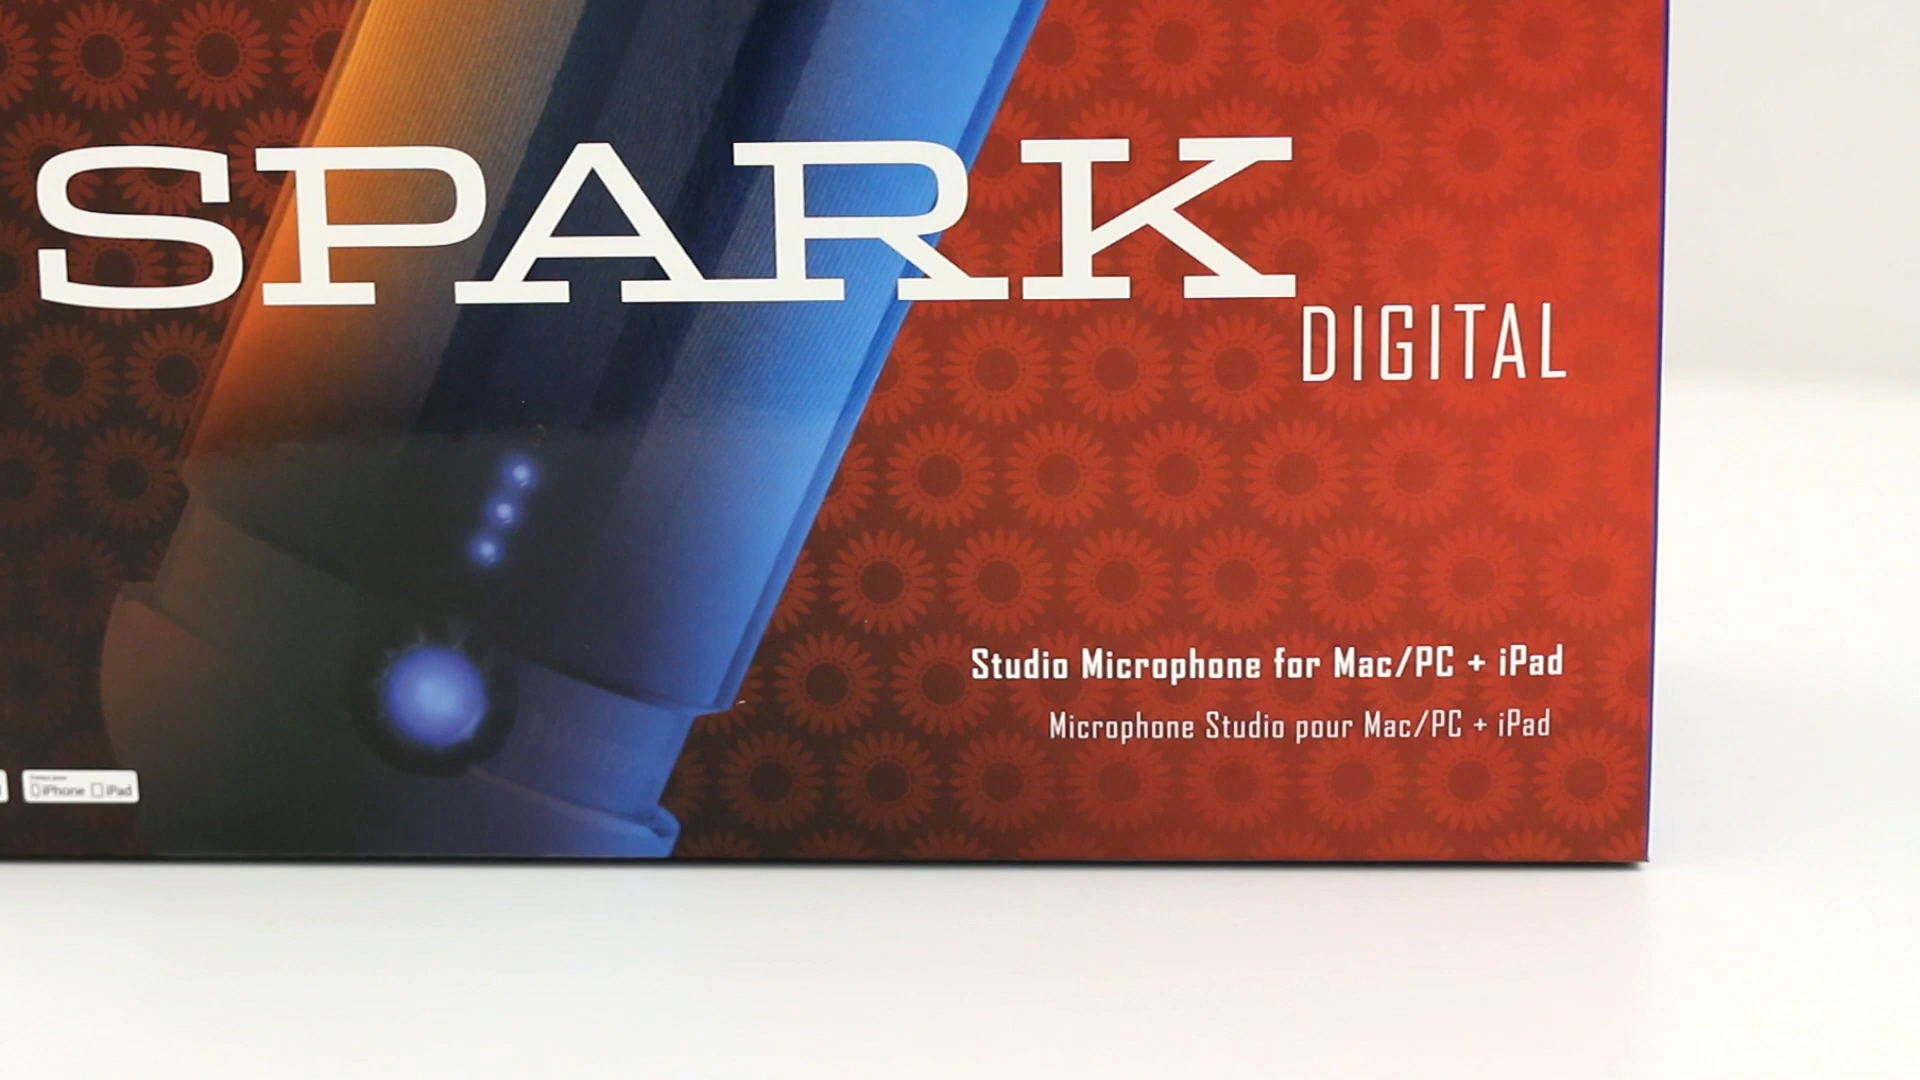 SPARK
DIGITAL
Studio Microphone for Mac/PC + iPad
Microphone Studio pour Mac/PC + iPad
iPhone iPad